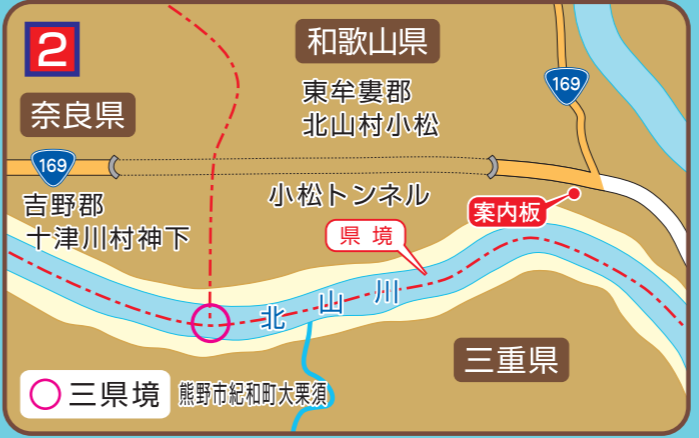 2
和歌山県
東牟婁郡
北山村小松
169
奈良県
169
小松トンネル
吉野郡
十津川村神下
案内板
県境
北山川
三重県
三県境
熊野市紀和町大栗須